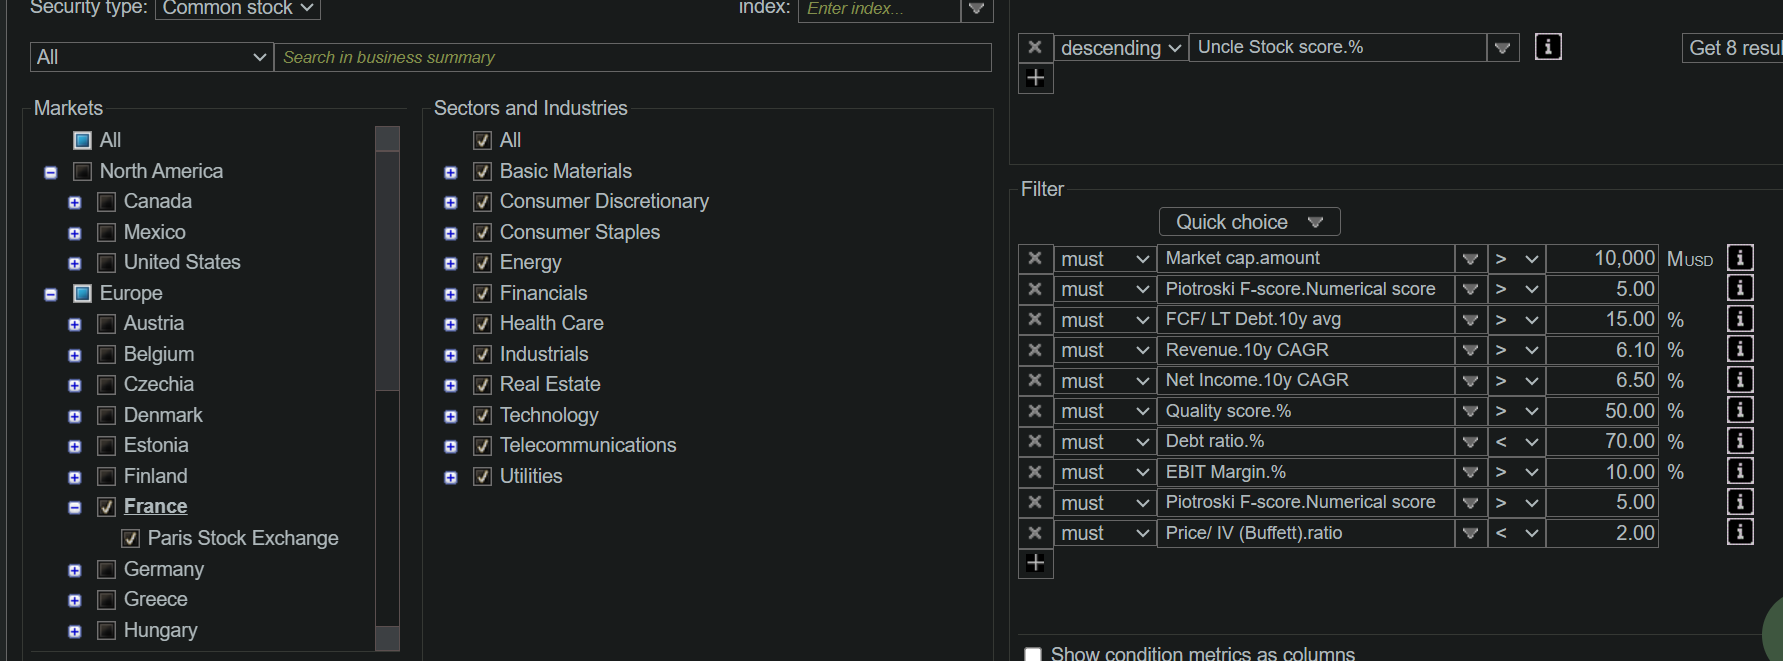 Security type: Common stock
index: Enter index...
All Search in business summary
Markets
All
North America
Canada
Mexico
United States
Europe
Austria
Belgium
Czechia
Denmark
Estonia
Finland
France
Paris Stock Exchange
Germany
Greece
Hungary
Sectors and Industries
All
Basic Materials
Consumer Discretionary
Consumer Staples
Energy
Financials
Health Care
Industrials
Real Estate
Technology
Telecommunications
Utilities
descending Uncle Stock score.% i Get 8 resu
Filter
Quick choice
must Market cap.amount > 10,000 MUSD i
must Piotroski F-score.Numerical score > 5.00 i
must FCF/ LT Debt.10y avg > 15.00 % i
must Revenue.10y CAGR > 6.10 % i
must Net Income.10y CAGR > 6.50 % i
must Quality score.% > 50.00 % i
must Debt ratio.% < 70.00 % i
must EBIT Margin.% > 10.00 % i
must Piotroski F-score.Numerical score > 5.00 i
must Price/ IV (Buffett).ratio < 2.00 i
Show condition metrics as columns